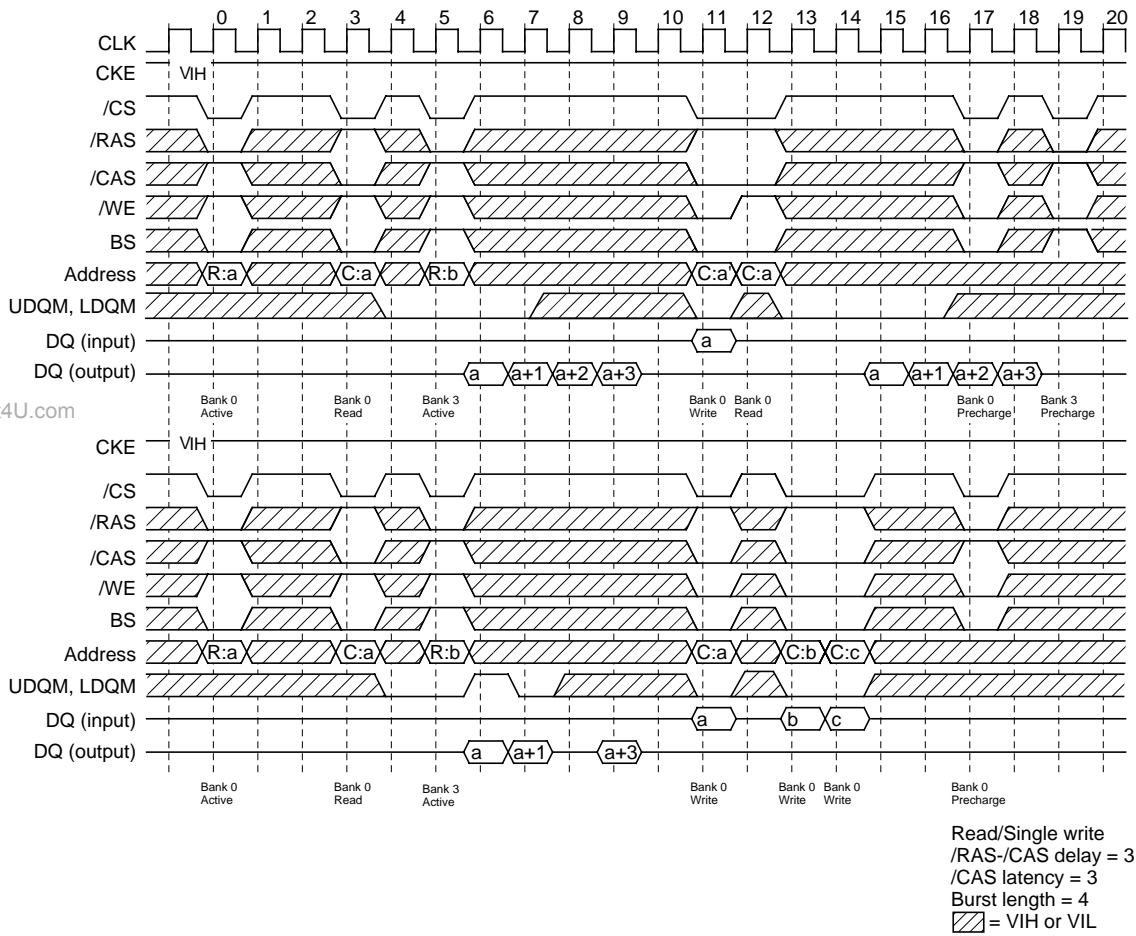 0 1 2 3 4 5 6 7 8 9 10 11 12 13 14 15 16 17 18 19 20
CLK
CKE VIH
/CS
/RAS
/CAS
/WE
BS
Address R:a C:a R:b C:a' C:a
UDQM, LDQM
DQ (input) a
DQ (output) a a+1 a+2 a+3 a a+1 a+2 a+3
Bank 0 Bank 0 Bank 3 Bank 0 Bank 0 Bank 0 Bank 3
Active Read Active Write Read Precharge Precharge
4U.com
CKE VIH
/CS
/RAS
/CAS
/WE
BS
Address R:a C:a R:b C:a C:b C:c
UDQM, LDQM
DQ (input) a b c
DQ (output) a a+1 a+3
Bank 0 Bank 0 Bank 3 Bank 0 Bank 0 Bank 0 Bank 0
Active Read Active Write Write Write Precharge
Read/Single write
/RAS-/CAS delay = 3
/CAS latency = 3
Burst length = 4
= VIH or VIL